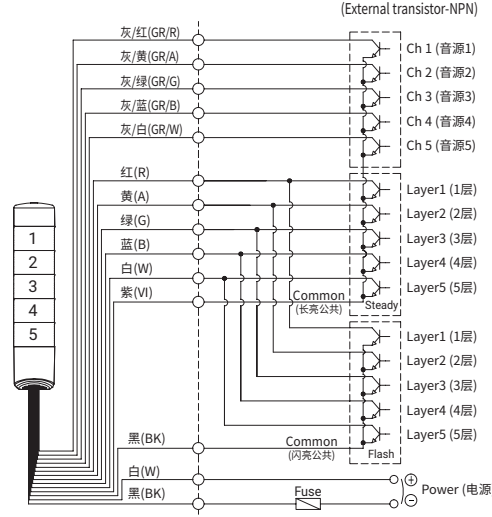 (External transistor-NPN)
灰/红(GR/R)
Ch 1 (音源1)
灰/黄(GR/A)
Ch 2 (音源2)
灰/绿(GR/G)
Ch 3 (音源3)
灰/蓝(GR/B)
Ch 4 (音源4)
灰/白(GR/W)
Ch 5 (音源5)
红(R)
Layer1 (1层)
黄(A)
Layer2 (2层)
绿(G)
Layer3 (3层)
蓝(B)
Layer4 (4层)
白(W)
Layer5 (5层)
紫(VI)
Common
(长亮公共)
Steady
1
2
3
4
5
Layer1 (1层)
Layer2 (2层)
Layer3 (3层)
Layer4 (4层)
Layer5 (5层)
黑(BK)
Common
(闪亮公共)
Flash
白(W)
黑(BK)
Fuse
+
-
Power (电源